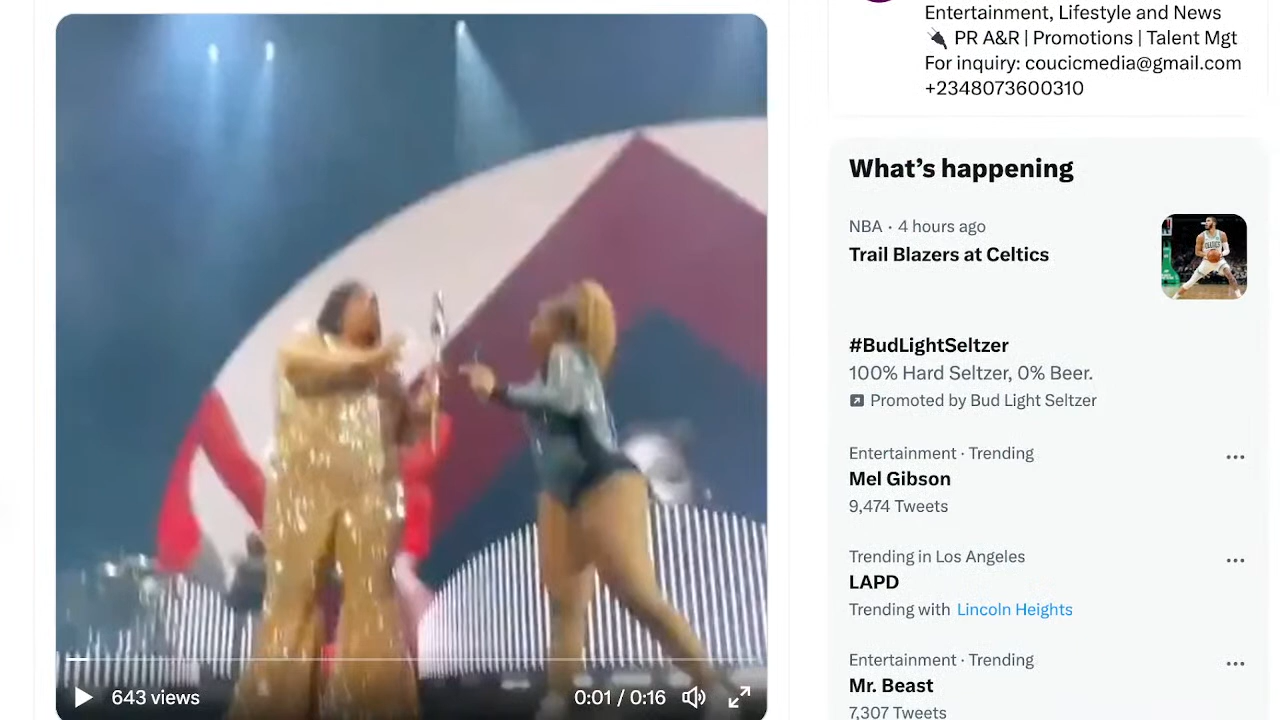 643 views
0:01 / 0:16
Entertainment, Lifestyle and News
PR A&R | Promotions | Talent Mgt
For inquiry: coucicmedia@gmail.com
+2348073600310
What's happening
NBA · 4 hours ago
Trail Blazers at Celtics
#BudLightSeltzer
100% Hard Seltzer, 0% Beer.
Promoted by Bud Light Seltzer
Entertainment · Trending
Mel Gibson
9,474 Tweets
Trending in Los Angeles
LAPD
Trending with Lincoln Heights
Entertainment · Trending
Mr. Beast
7,307 Tweets